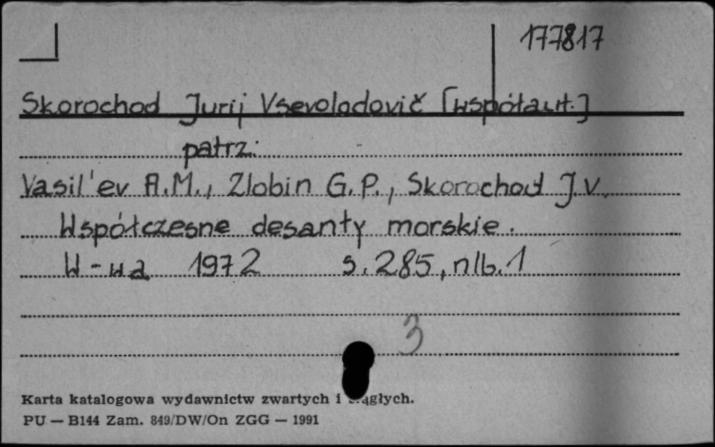 177817
Skorochod Jurij Vsevolodovič [współaut.]
patrz:
Vasil'ev A.M., Zlobin G.P., Skorochod J.V.
Współczesne desanty morskie.
W-wa 1972 s. 285, nlb. 1
3
Karta katalogowa wydawnictw zwartych i
PU — B144 Zam. 849/DW/On ZGG — 1991